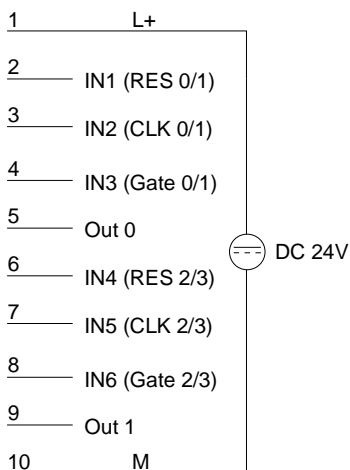 1 L+
2 IN1 (RES 0/1)
3 IN2 (CLK 0/1)
4 IN3 (Gate 0/1)
5 Out 0
DC 24V
6 IN4 (RES 2/3)
7 IN5 (CLK 2/3)
8 IN6 (Gate 2/3)
9 Out 1
10 M